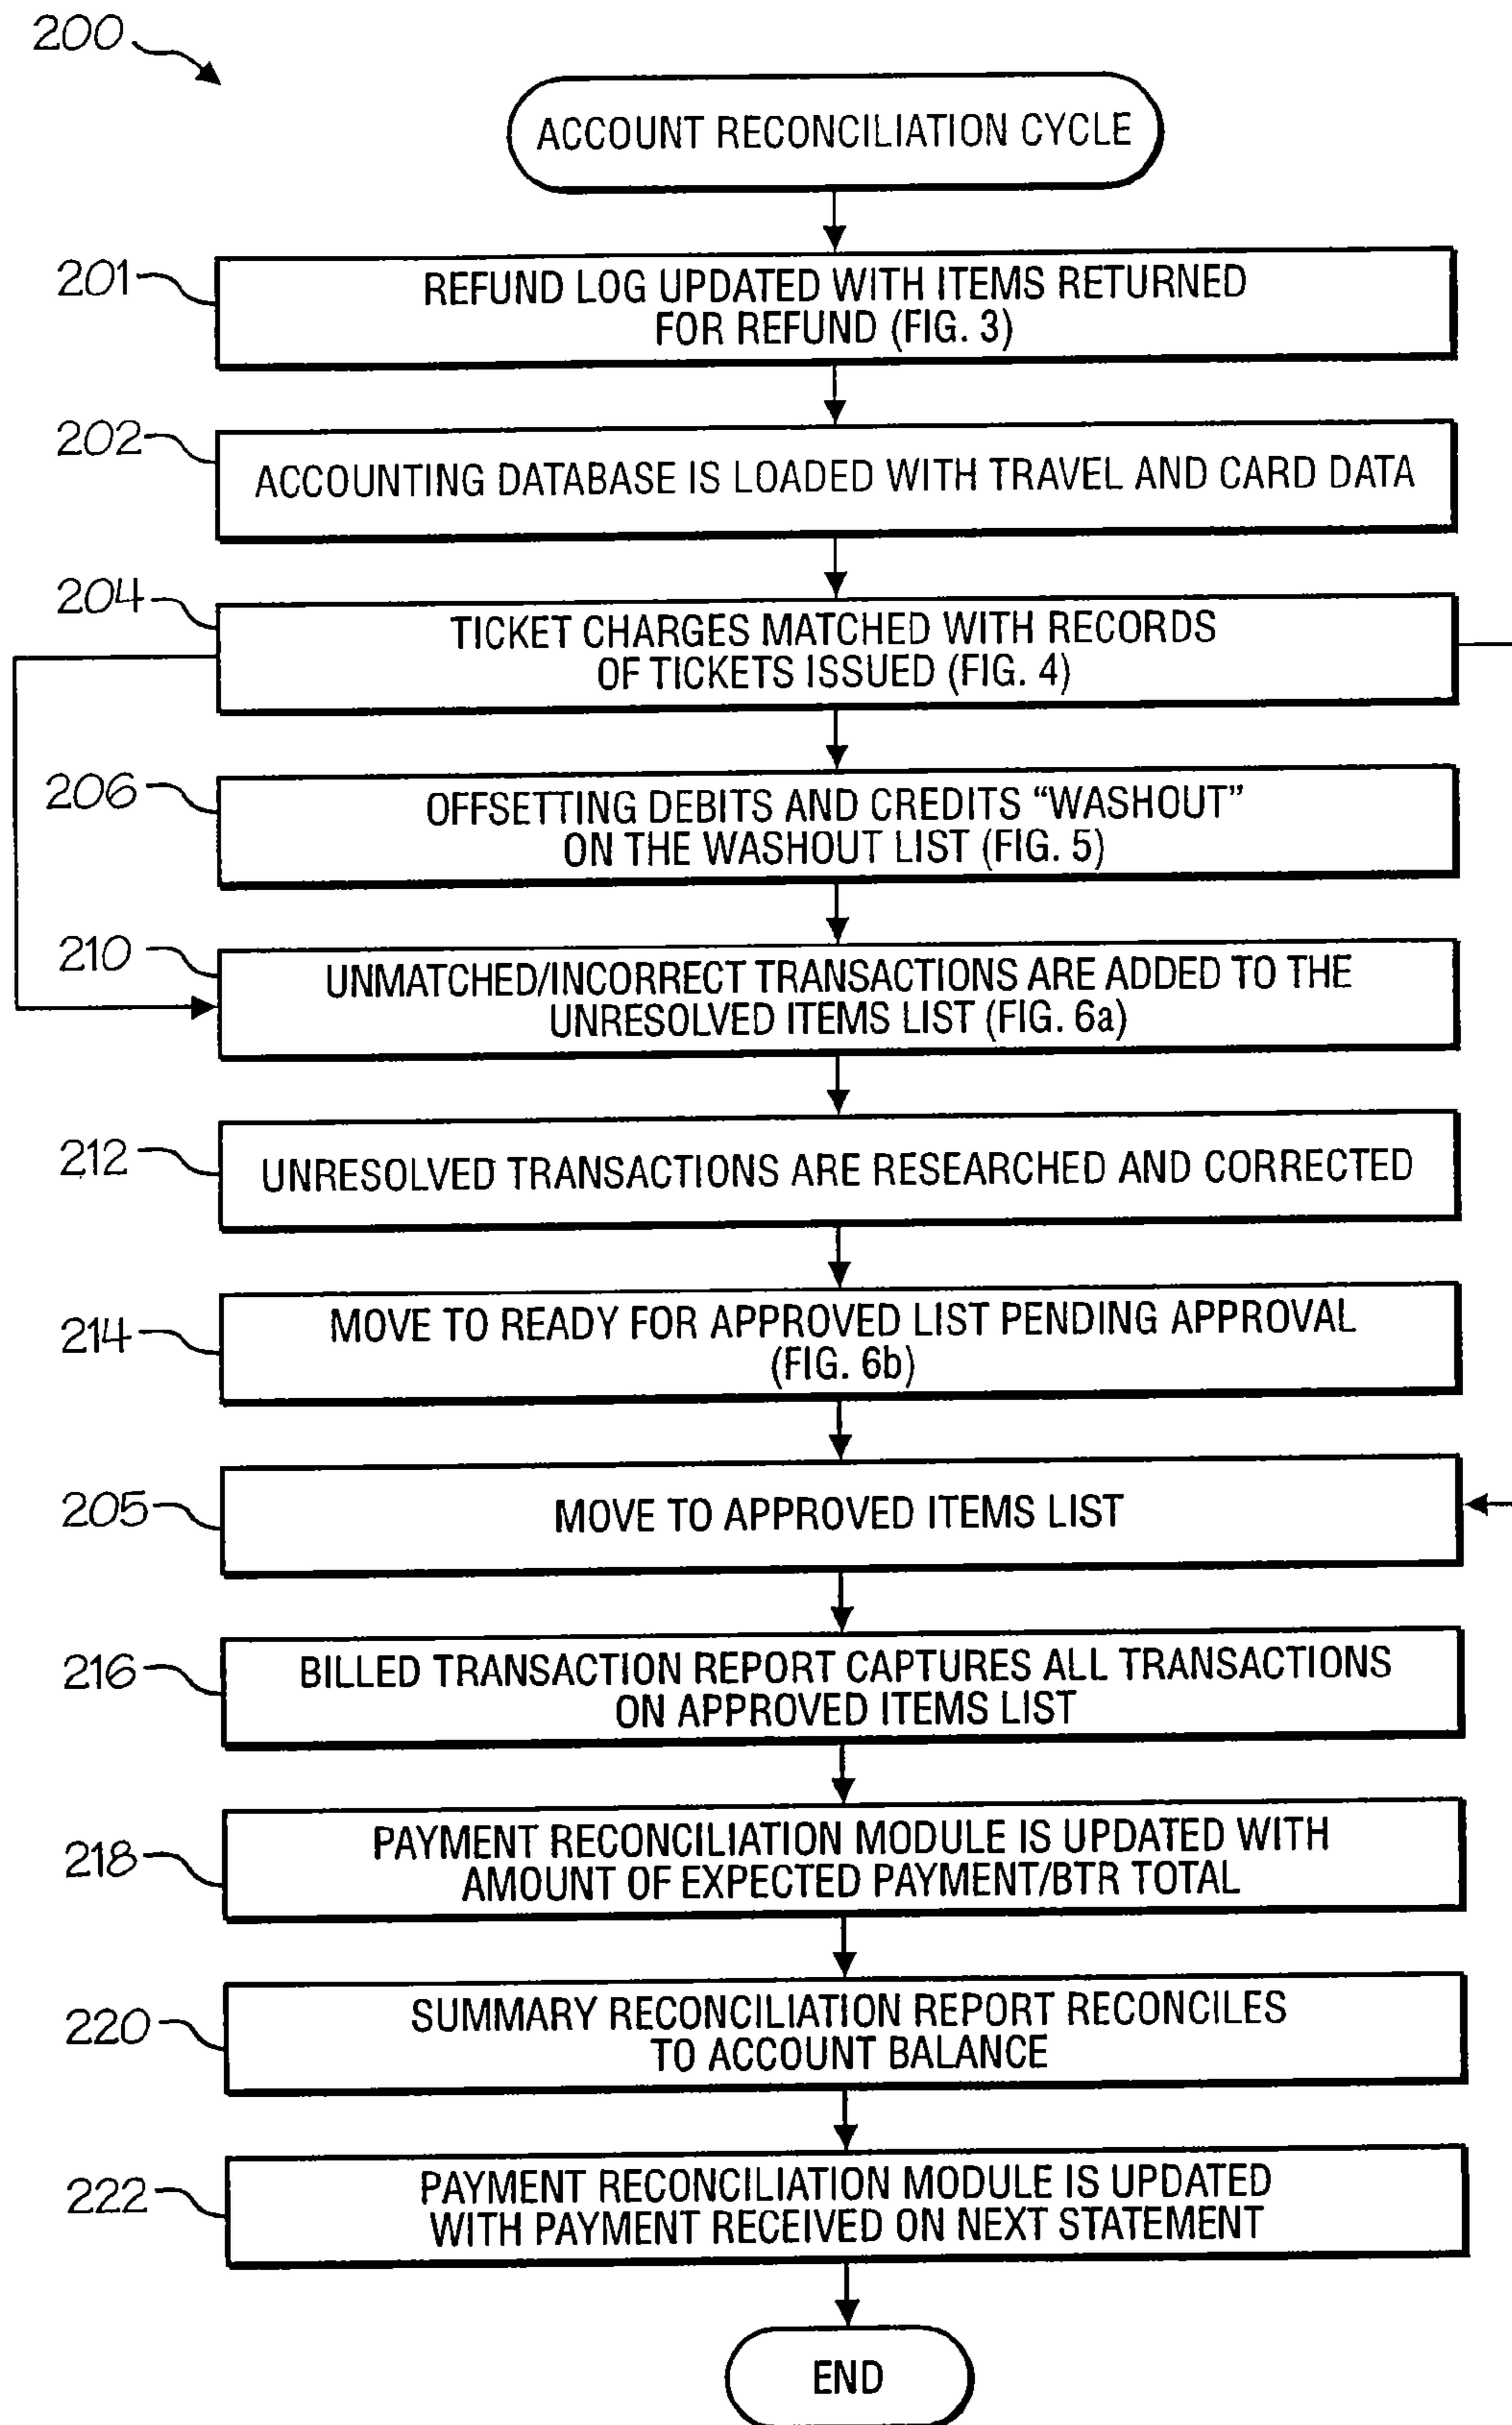 200
ACCOUNT RECONCILIATION CYCLE
201
REFUND LOG UPDATED WITH ITEMS RETURNED
FOR REFUND (FIG. 3)
202
ACCOUNTING DATABASE IS LOADED WITH TRAVEL AND CARD DATA
204
TICKET CHARGES MATCHED WITH RECORDS
OF TICKETS ISSUED (FIG. 4)
206
OFFSETTING DEBITS AND CREDITS “WASHOUT”
ON THE WASHOUT LIST (FIG. 5)
210
UNMATCHED/INCORRECT TRANSACTIONS ARE ADDED TO THE
UNRESOLVED ITEMS LIST (FIG. 6a)
212
UNRESOLVED TRANSACTIONS ARE RESEARCHED AND CORRECTED
214
MOVE TO READY FOR APPROVED LIST PENDING APPROVAL
(FIG. 6b)
205
MOVE TO APPROVED ITEMS LIST
216
BILLED TRANSACTION REPORT CAPTURES ALL TRANSACTIONS
ON APPROVED ITEMS LIST
218
PAYMENT RECONCILIATION MODULE IS UPDATED WITH
AMOUNT OF EXPECTED PAYMENT/BTR TOTAL
220
SUMMARY RECONCILIATION REPORT RECONCILES
TO ACCOUNT BALANCE
222
PAYMENT RECONCILIATION MODULE IS UPDATED
WITH PAYMENT RECEIVED ON NEXT STATEMENT
END